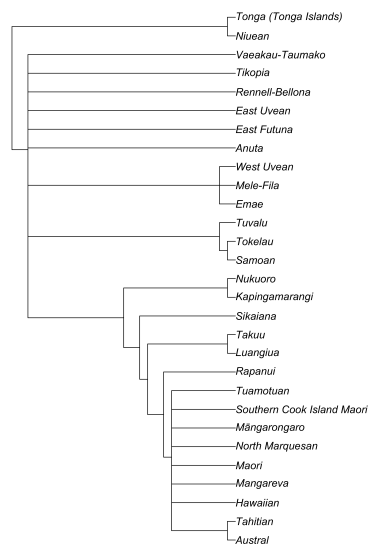 Tonga (Tonga Islands)
Niuean
Vaeakau-Taumako
Tikopia
Rennell-Bellona
East Uvean
East Futuna
Anuta
West Uvean
Mele-Fila
Emae
Tuvalu
Tokelau
Samoan
Nukuoro
Kapingamarangi
Sikaiana
Takuu
Luangiua
Rapanui
Tuamotuan
Southern Cook Island Maori
Māngarongaro
North Marquesan
Maori
Mangareva
Hawaiian
Tahitian
Austral